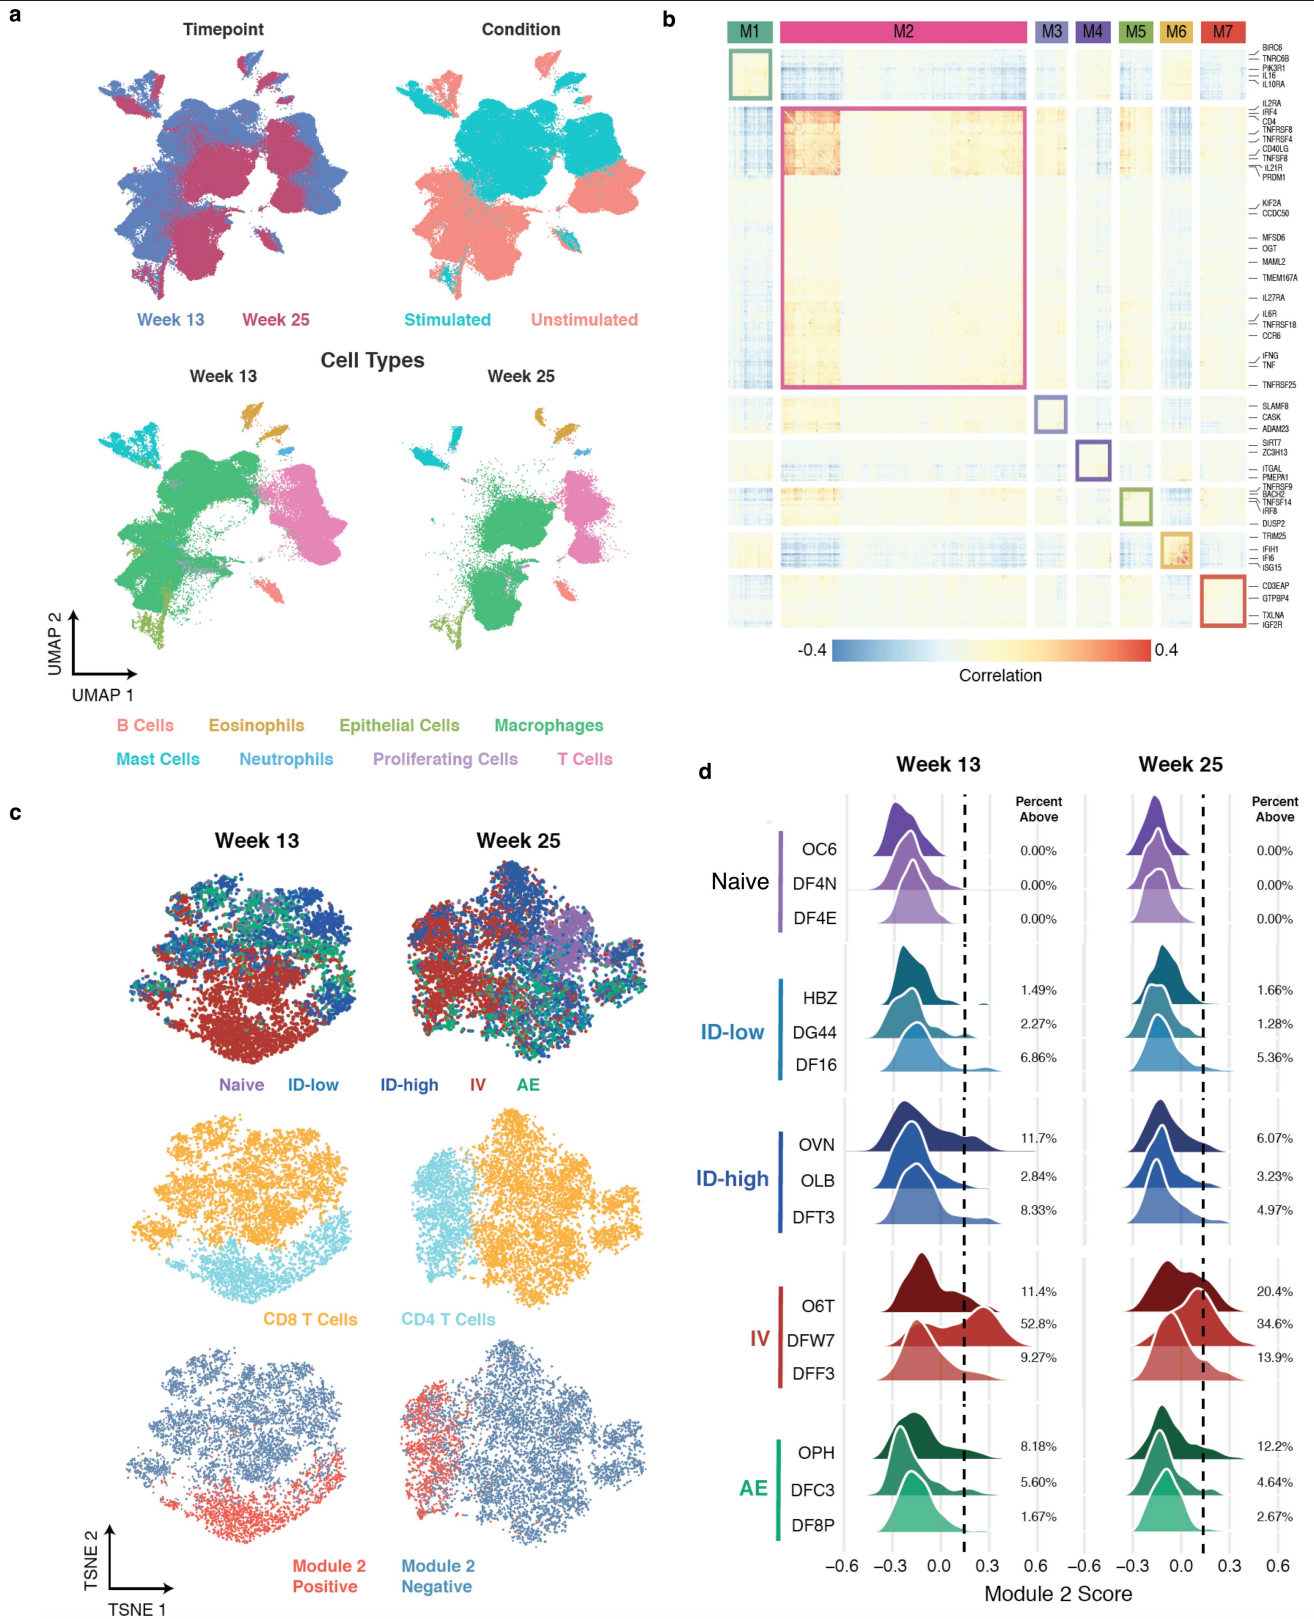 a
Timepoint
Condition
Week 13
Week 25
Stimulated
Unstimulated
Cell Types
Week 13
Week 25
UMAP 2
UMAP 1
B Cells
Eosinophils
Epithelial Cells
Macrophages
Mast Cells
Neutrophils
Proliferating Cells
T Cells
b
M1
M2
M3
M4
M5
M6
M7
BIRC6
TNRC6B
PIK3R1
IL16
IL10RA
IL2RA
IRF4
CD4
TNFRSF8
TNFRSF4
CD40LG
TNFSF8
IL21R
PRDM1
KIF2A
CCDC50
MFSD6
OGT
MAML2
TMEM167A
IL27RA
IL6R
TNFRSF18
CCR6
IFNG
TNF
TNFRSF25
SLAMF8
CASK
ADAM23
SIRT7
ZC3H13
ITGAL
PMEPA1
TNFRSF9
BACH2
TNFSF14
IRF8
DUSP2
TRIM25
IFIH1
IFI6
ISG15
CD3EAP
GTPBP4
TXLNA
IGF2R
-0.4
0.4
Correlation
c
Week 13
Week 25
Naive
ID-low
ID-high
IV
AE
CD8 T Cells
CD4 T Cells
Module 2
Positive
Module 2
Negative
TSNE 2
TSNE 1
d
Week 13
Week 25
Percent
Above
Percent
Above
Naive
OC6 0.00% 0.00%
DF4N 0.00% 0.00%
DF4E 0.00% 0.00%
ID-low
HBZ 1.49% 1.66%
DG44 2.27% 1.28%
DF16 6.86% 5.36%
ID-high
OVN 11.7% 6.07%
OLB 2.84% 3.23%
DFT3 8.33% 4.97%
IV
O6T 11.4% 20.4%
DFW7 52.8% 34.6%
DFF3 9.27% 13.9%
AE
OPH 8.18% 12.2%
DFC3 5.60% 4.64%
DF8P 1.67% 2.67%
−0.6 −0.3 0.0 0.3 0.6 −0.6 −0.3 0.0 0.3 0.6
Module 2 Score